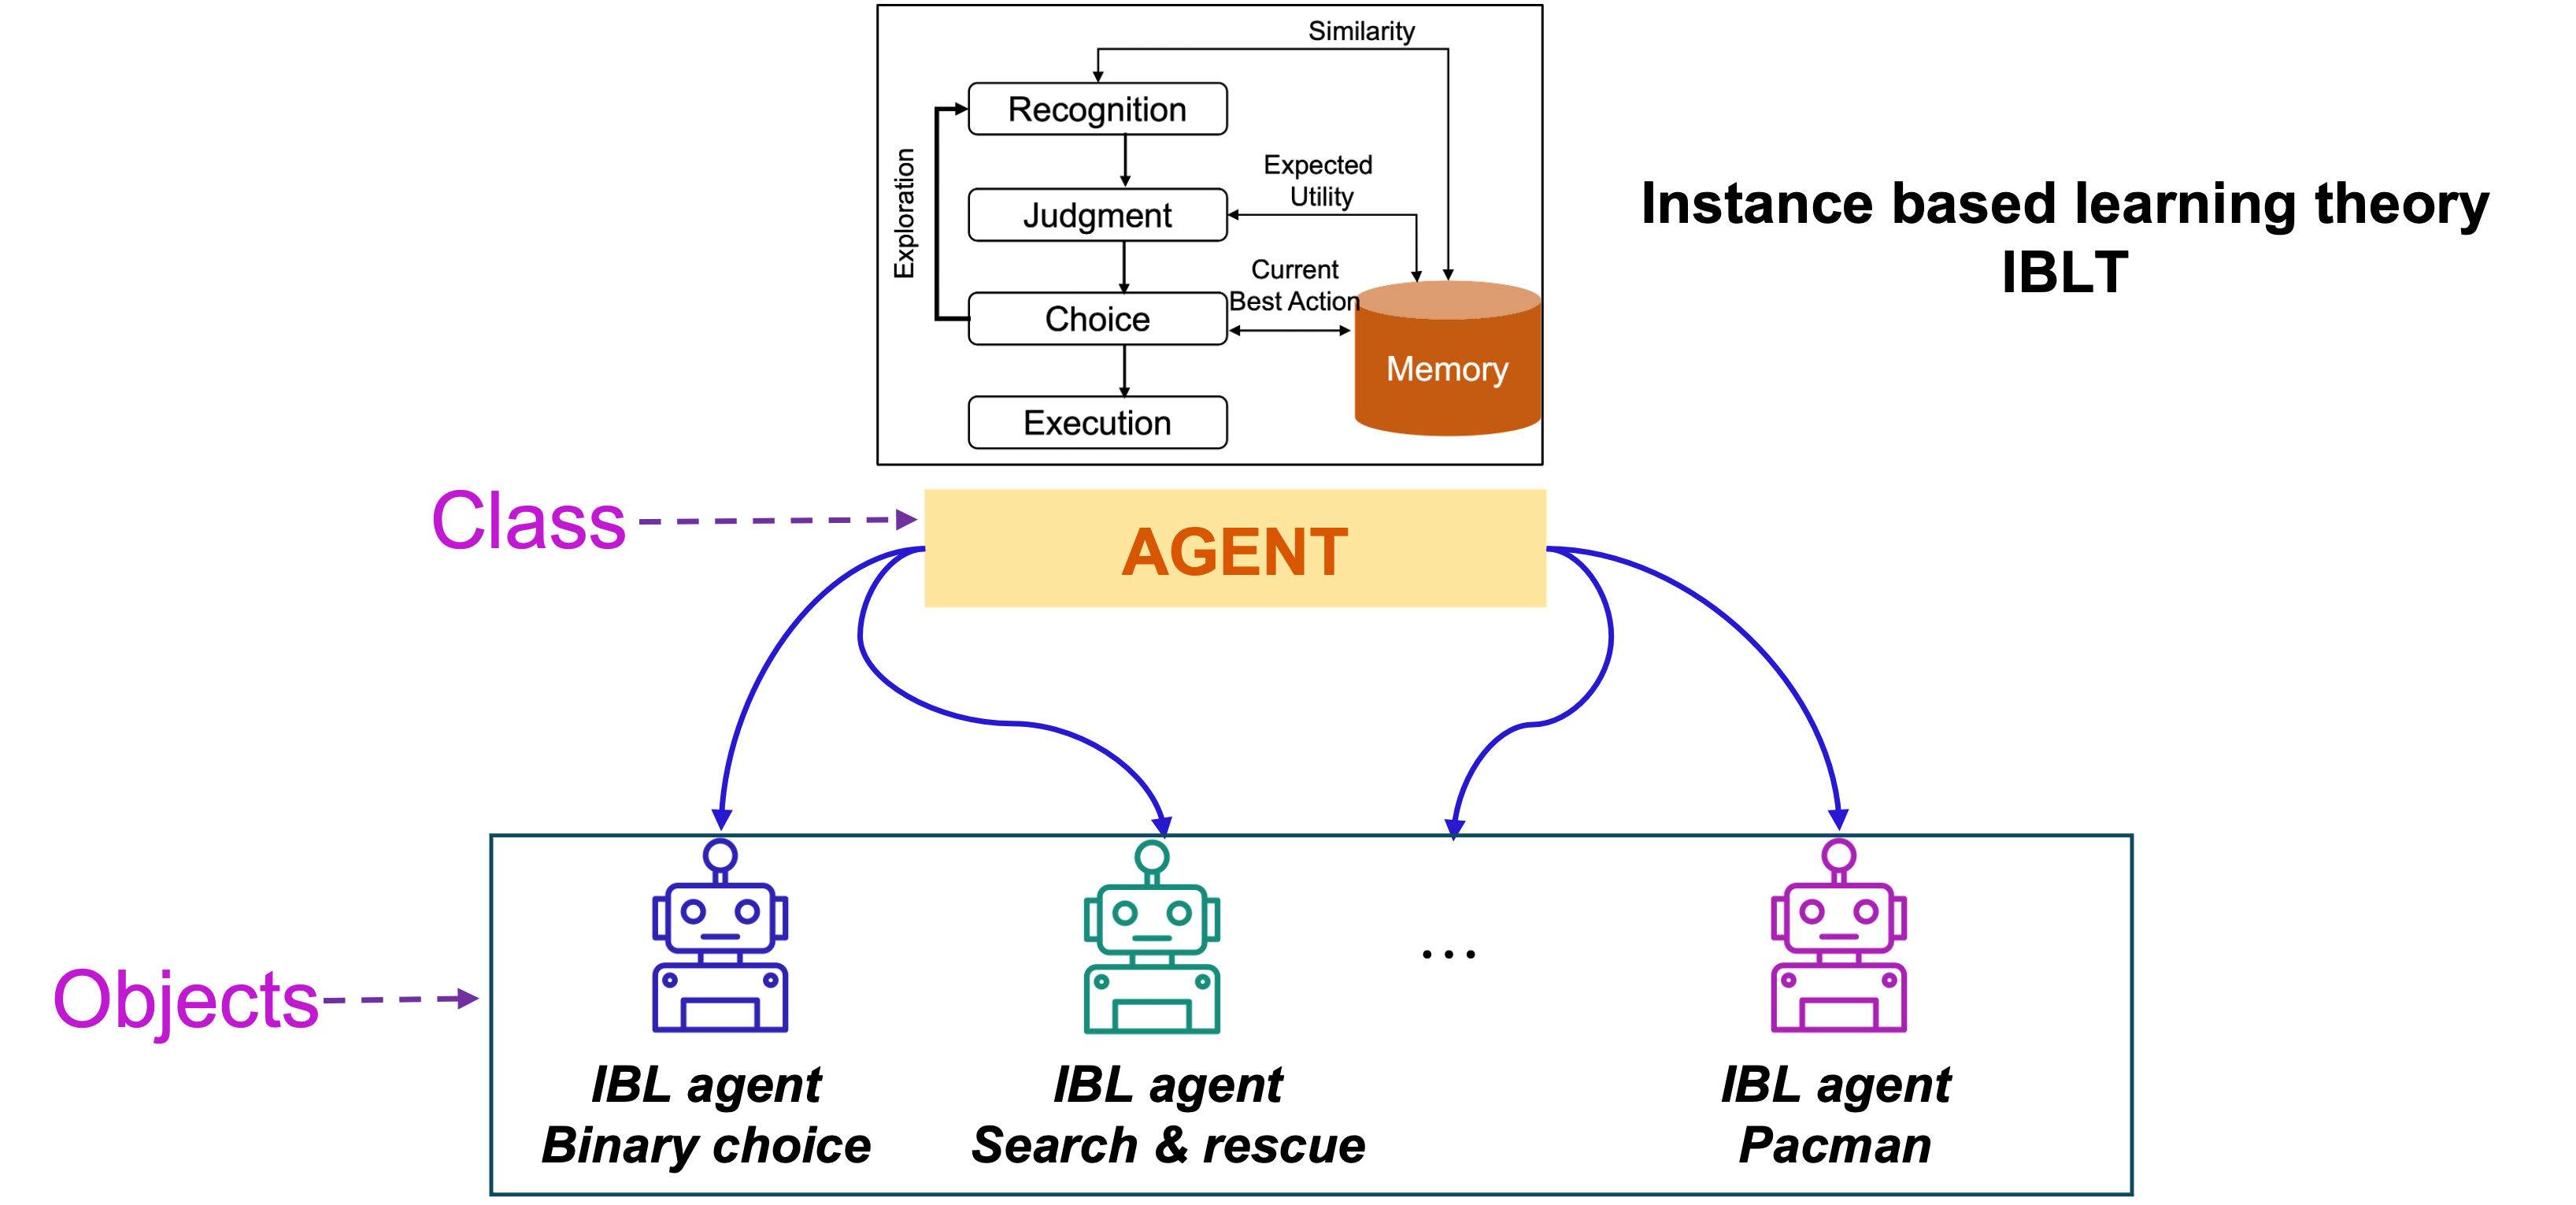 Similarity
Recognition
Exploration
Expected
Utility
Judgment
Current
Best Action
Choice
Memory
Execution
Instance based learning theory
IBLT
Class
AGENT
Objects
...
IBL agent
Binary choice
IBL agent
Search & rescue
IBL agent
Pacman